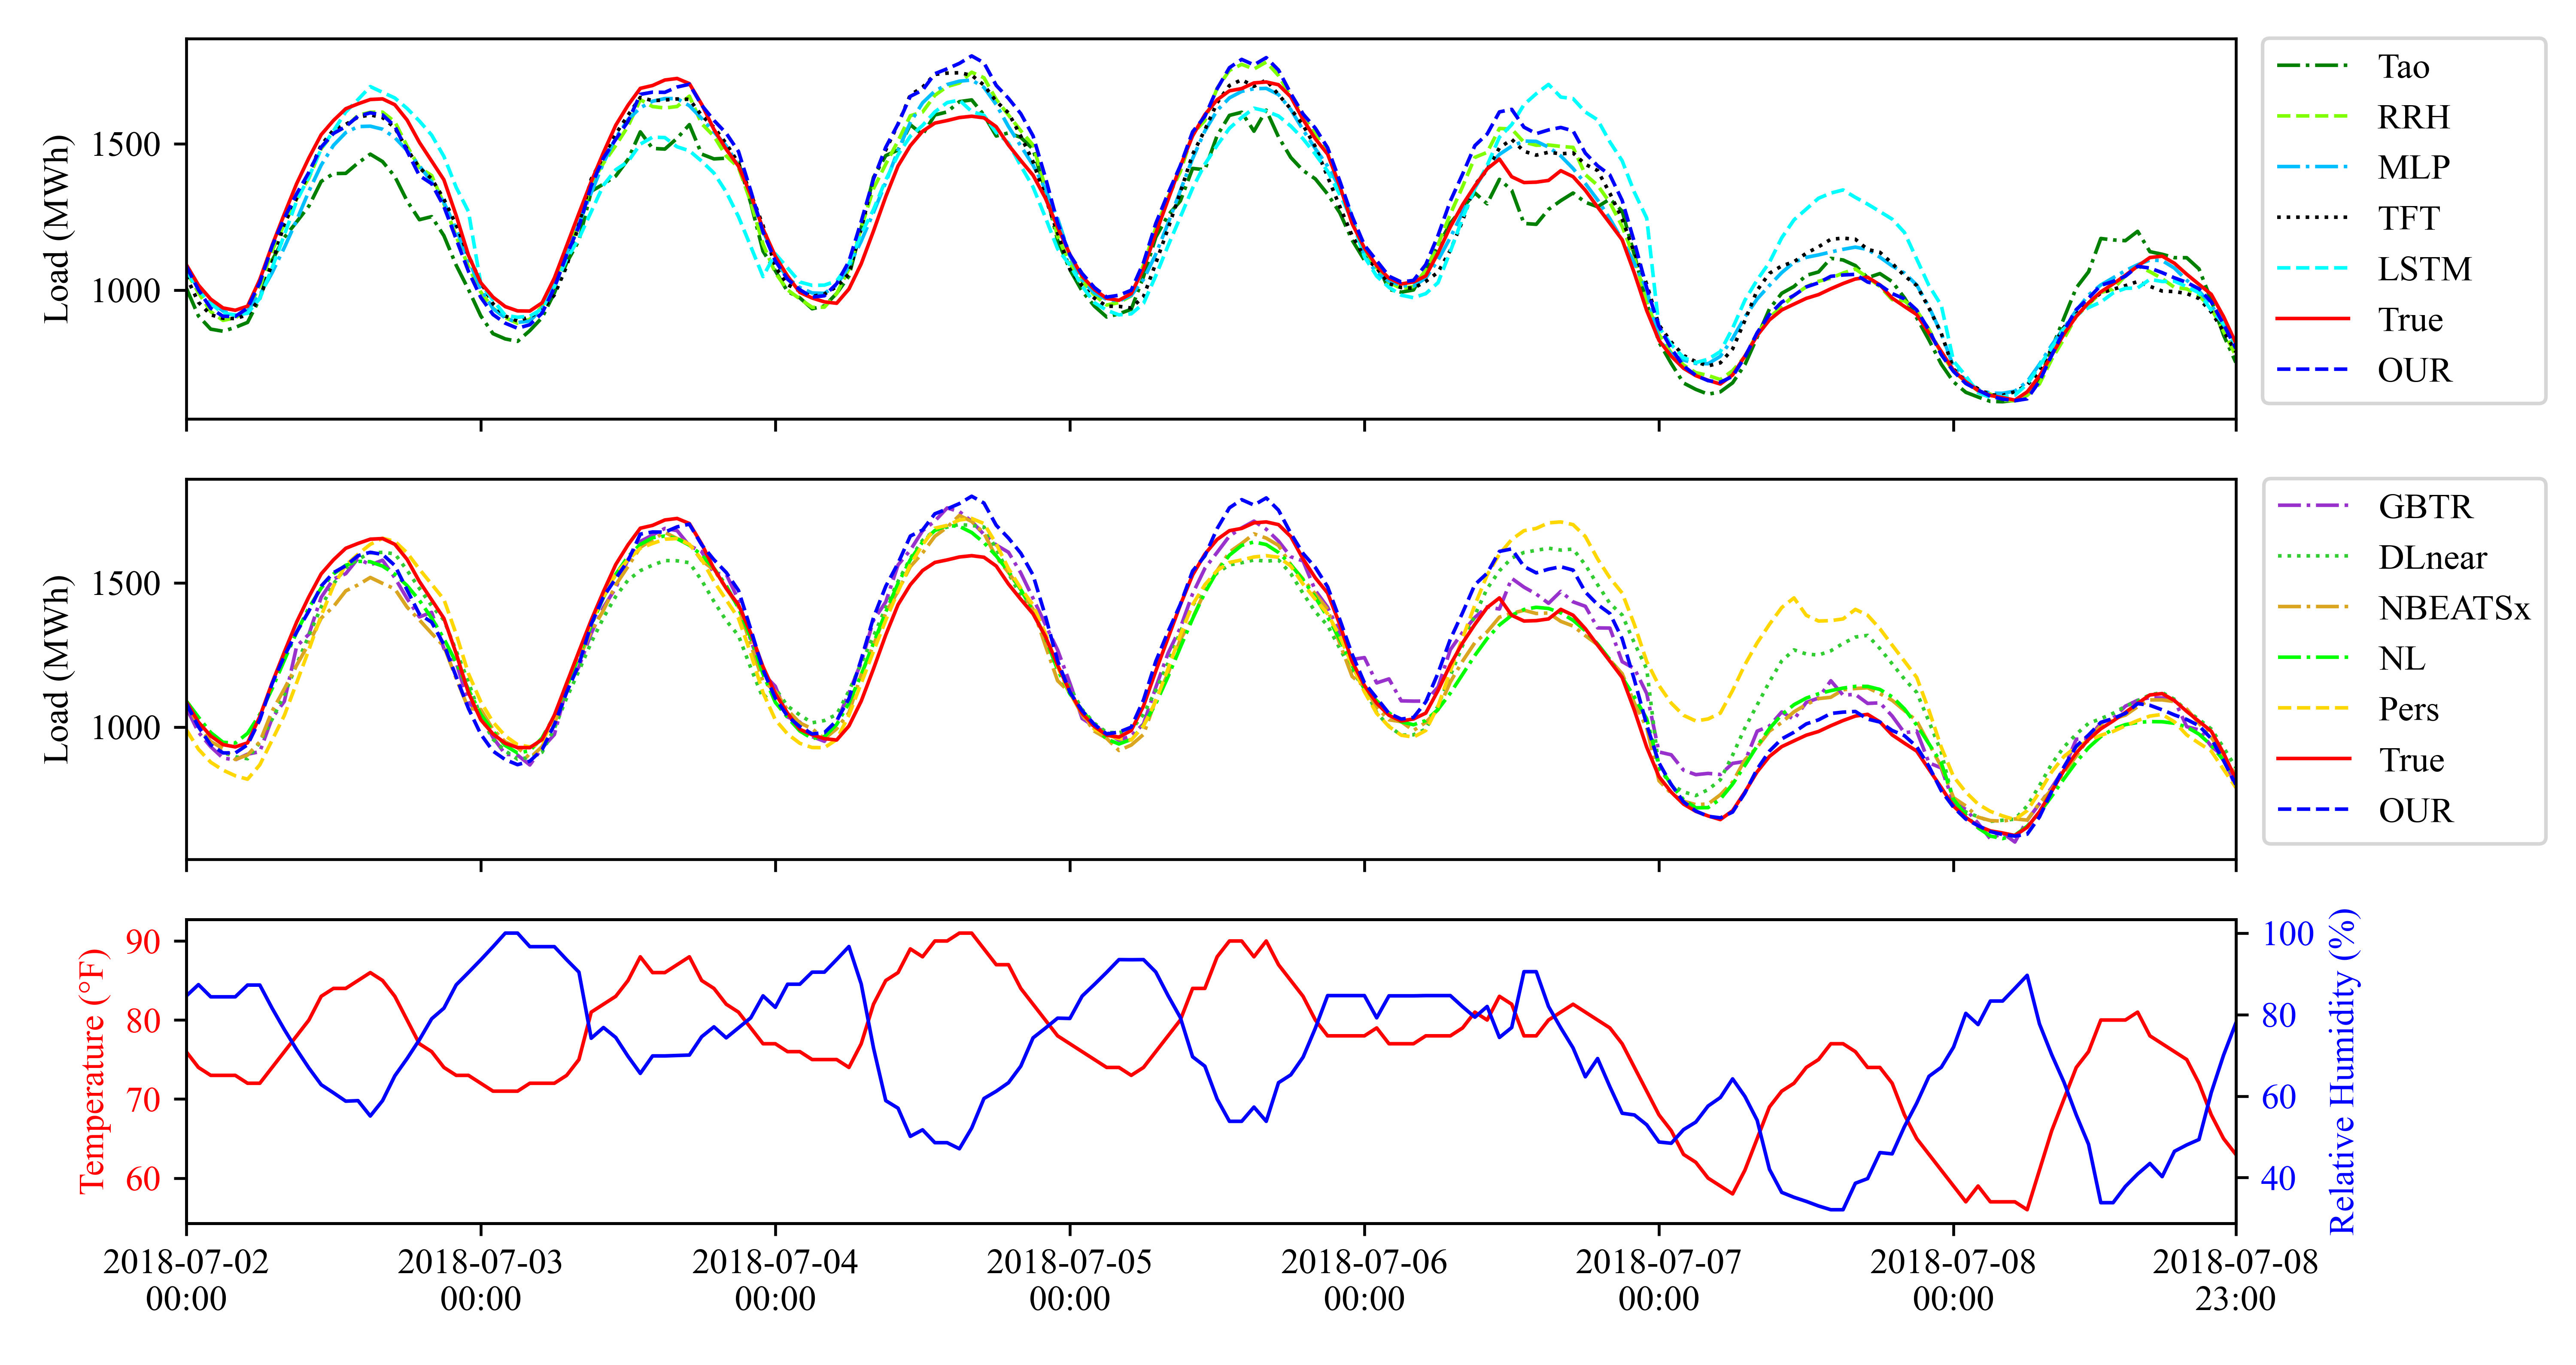 Load (MWh)
1500
1000
Tao
RRH
MLP
TFT
LSTM
True
OUR
Load (MWh)
1500
1000
GBTR
DLnear
NBEATSx
NL
Pers
True
OUR
Temperature (°F)
90
80
70
60
100
80
60
40
Relative Humidity (%)
2018-07-02
00:00
2018-07-03
00:00
2018-07-04
00:00
2018-07-05
00:00
2018-07-06
00:00
2018-07-07
00:00
2018-07-08
00:00
2018-07-08
23:00